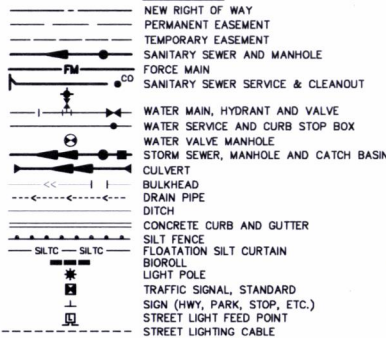 NEW RIGHT OF WAY
PERMANENT EASEMENT
TEMPORARY EASEMENT
SANITARY SEWER AND MANHOLE
FM FORCE MAIN
CO SANITARY SEWER SERVICE & CLEANOUT
WATER MAIN, HYDRANT AND VALVE
WATER SERVICE AND CURB STOP BOX
WATER VALVE MANHOLE
STORM SEWER, MANHOLE AND CATCH BASIN
CULVERT
<< BULKHEAD
DRAIN PIPE
DITCH
CONCRETE CURB AND GUTTER
SILT FENCE
SILTC SILTC FLOATATION SILT CURTAIN
BIOROLL
LIGHT POLE
TRAFFIC SIGNAL, STANDARD
SIGN (HWY, PARK, STOP, ETC.)
STREET LIGHT FEED POINT
STREET LIGHTING CABLE